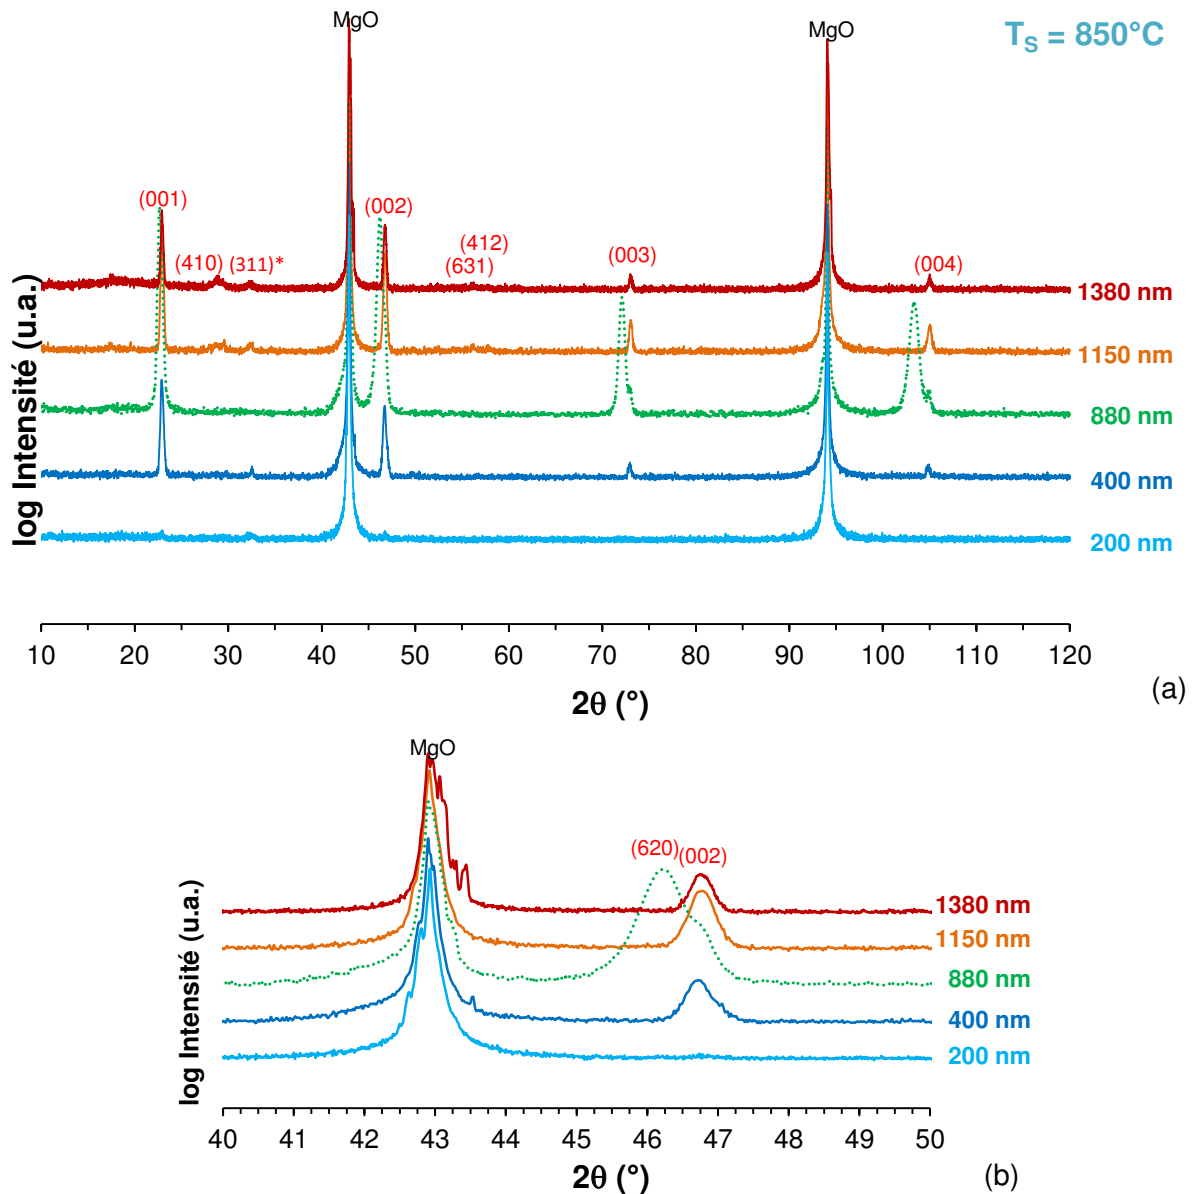 MgO
MgO
T_S = 850°C
(001)
(002)
(410)
(311)*
(412)
(631)
(003)
(004)
1380 nm
1150 nm
880 nm
400 nm
200 nm
log Intensité (u.a.)
10 20 30 40 50 60 70 80 90 100 110 120
2θ (°)
(a)
MgO
(620)
(002)
1380 nm
1150 nm
880 nm
400 nm
200 nm
log Intensité (u.a.)
40 41 42 43 44 45 46 47 48 49 50
2θ (°)
(b)